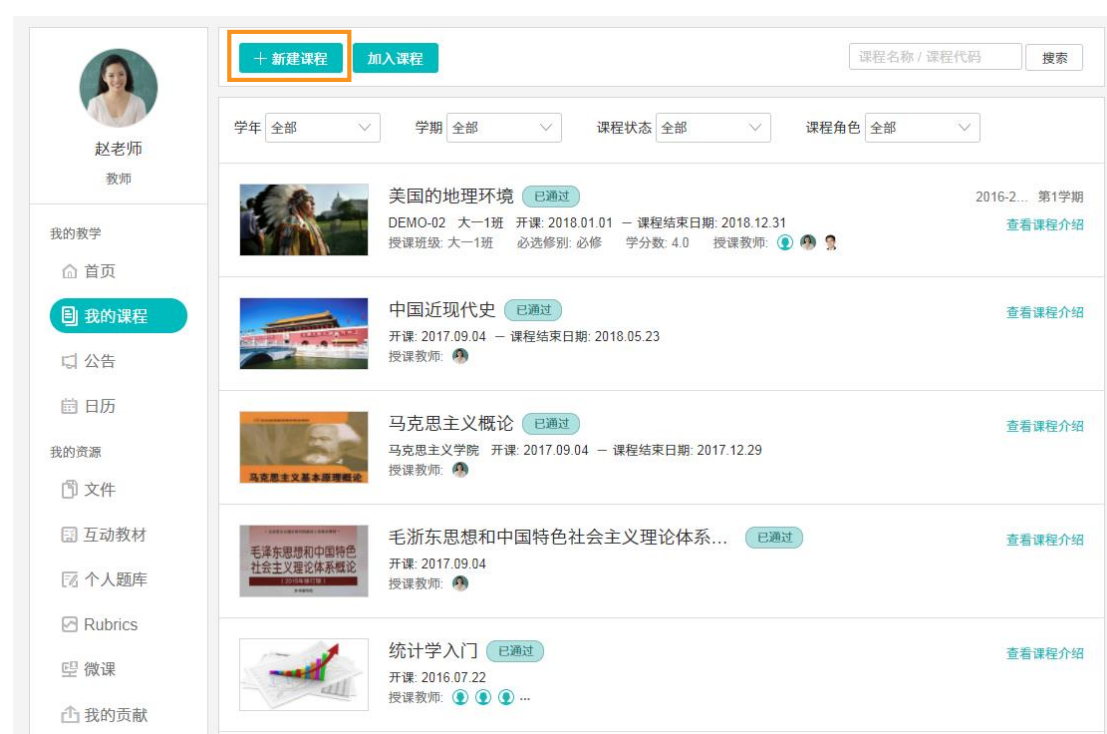 赵老师
教师
我的教学
首页
我的课程
公告
日历
我的资源
文件
互动教材
个人题库
Rubrics
微课
我的贡献
+ 新建课程 加入课程 课程名称 / 课程代码 搜索
学年 全部 学期 全部 课程状态 全部 课程角色 全部
美国的地理环境 已通过 2016-2... 第1学期
DEMO-02 大一1班 开课: 2018.01.01 – 课程结束日期: 2018.12.31 查看课程介绍
授课班级: 大一1班 必选修别: 必修 学分数: 4.0 授课教师:
中国近现代史 已通过 查看课程介绍
开课: 2017.09.04 – 课程结束日期: 2018.05.23
授课教师:
马克思主义概论 已通过 查看课程介绍
马克思主义学院 开课: 2017.09.04 – 课程结束日期: 2017.12.29
授课教师:
马克思主义基本原理概论
毛浙东思想和中国特色社会主义理论体系... 已通过 查看课程介绍
开课: 2017.09.04
授课教师:
毛泽东思想和中国特色
社会主义理论体系概论
统计学入门 已通过 查看课程介绍
开课: 2016.07.22
授课教师: ...